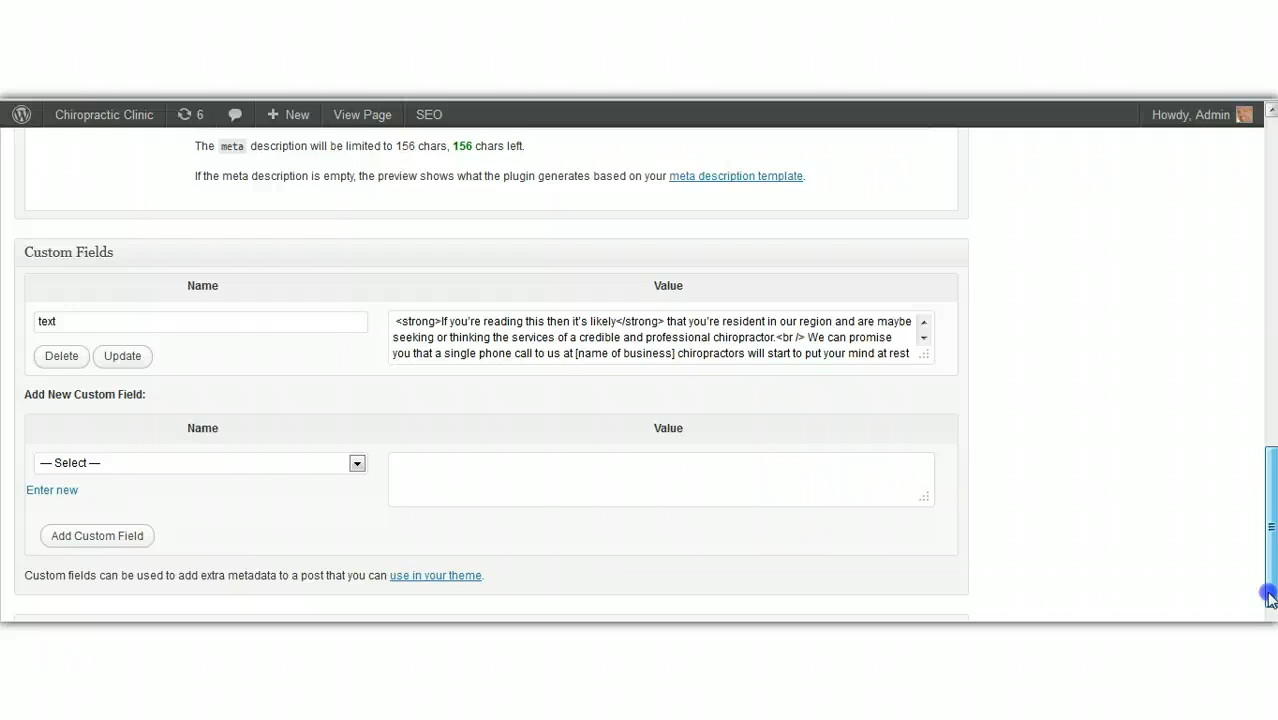 Chiropractic Clinic 6 New View Page SEO Howdy, Admin
The meta description will be limited to 156 chars, 156 chars left.
If the meta description is empty, the preview shows what the plugin generates based on your meta description template.
Custom Fields
Name Value
text
<strong>If you're reading this then it's likely</strong> that you're resident in our region and are maybe
seeking or thinking the services of a credible and professional chiropractor.<br /> We can promise
you that a single phone call to us at [name of business] chiropractors will start to put your mind at rest
Delete Update
Add New Custom Field:
Name Value
— Select —
Enter new
Add Custom Field
Custom fields can be used to add extra metadata to a post that you can use in your theme.